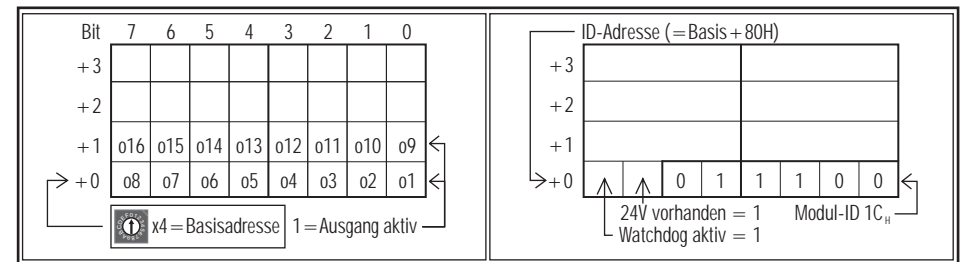 Bit 7 6 5 4 3 2 1 0
+3
+2
+1 o16 o15 o14 o13 o12 o11 o10 o9
+0 o8 o7 o6 o5 o4 o3 o2 o1
x4=Basisadresse 1=Ausgang aktiv
ID-Adresse (=Basis+80H)
+3
+2
+1
+0 0 1 1 1 0 0
24V vorhanden = 1 Modul-ID 1CH
Watchdog aktiv = 1